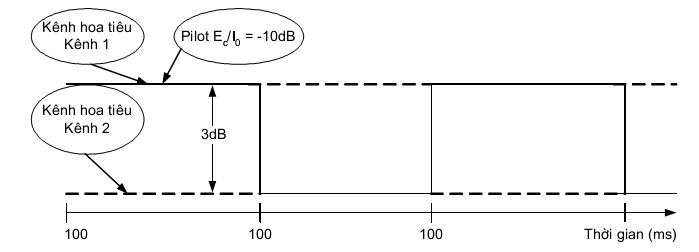 Kênh hoa tiêu
Kênh 1
Pilot Ec/I0 = -10dB
Kênh hoa tiêu
Kênh 2
3dB
100
100
100
Thời gian (ms)